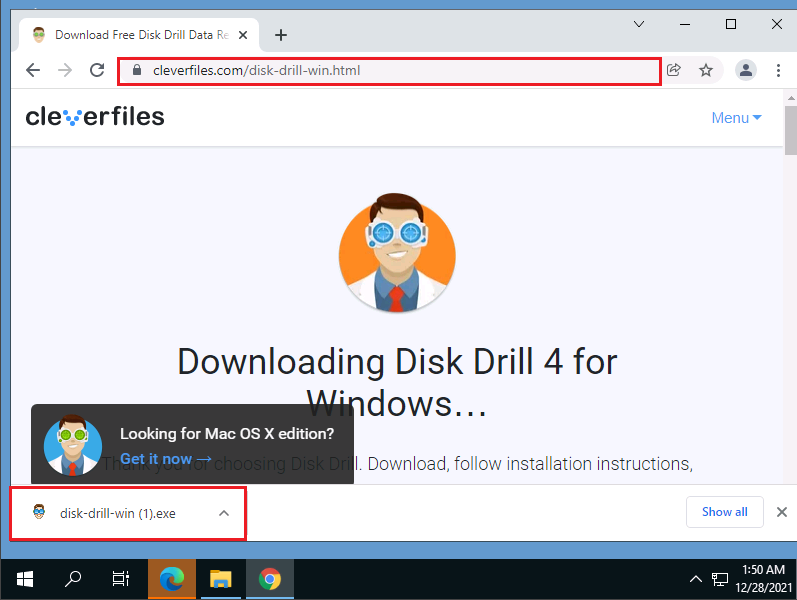 Download Free Disk Drill Data Re
cleverfiles.com/disk-drill-win.html
cleverfiles
Menu
Downloading Disk Drill 4 for
Windows…
Looking for Mac OS X edition?
Get it now →
Thank you for choosing Disk Drill. Download, follow installation instructions,
disk-drill-win (1).exe
Show all
1:50 AM
12/28/2021